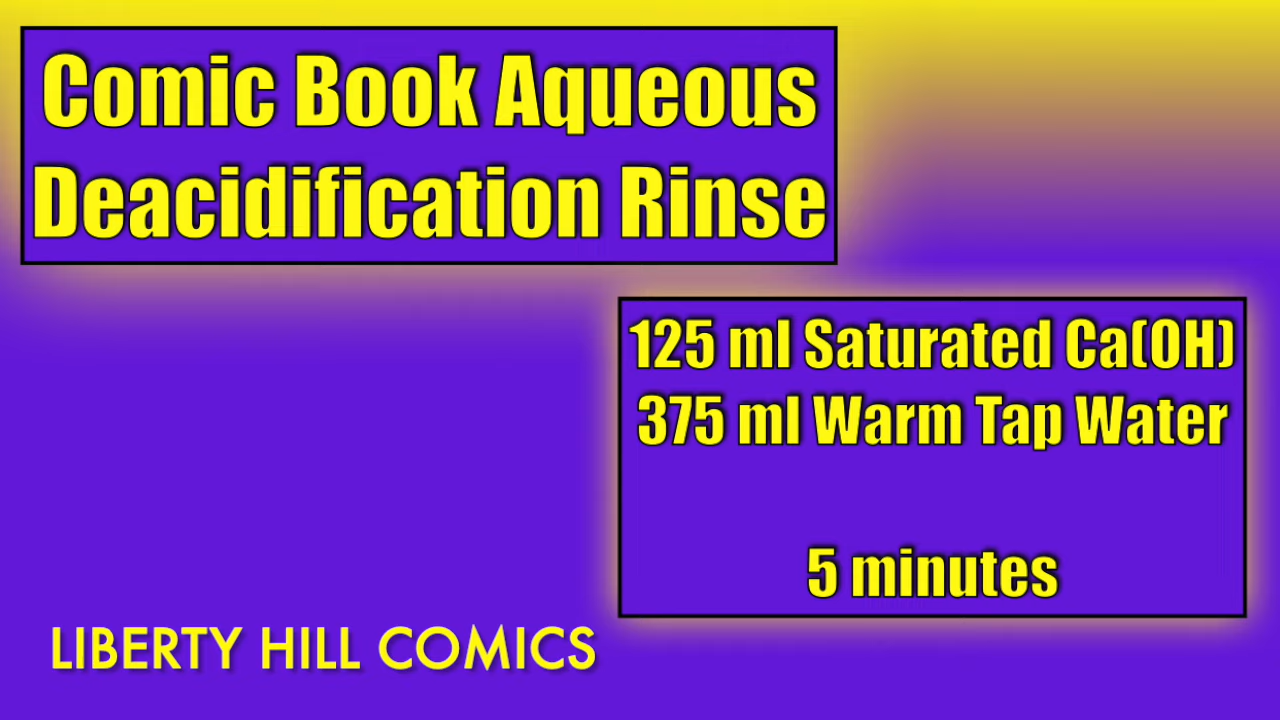 Comic Book Aqueous
Deacidification Rinse
125 ml Saturated Ca(OH)
375 ml Warm Tap Water
5 minutes
LIBERTY HILL COMICS